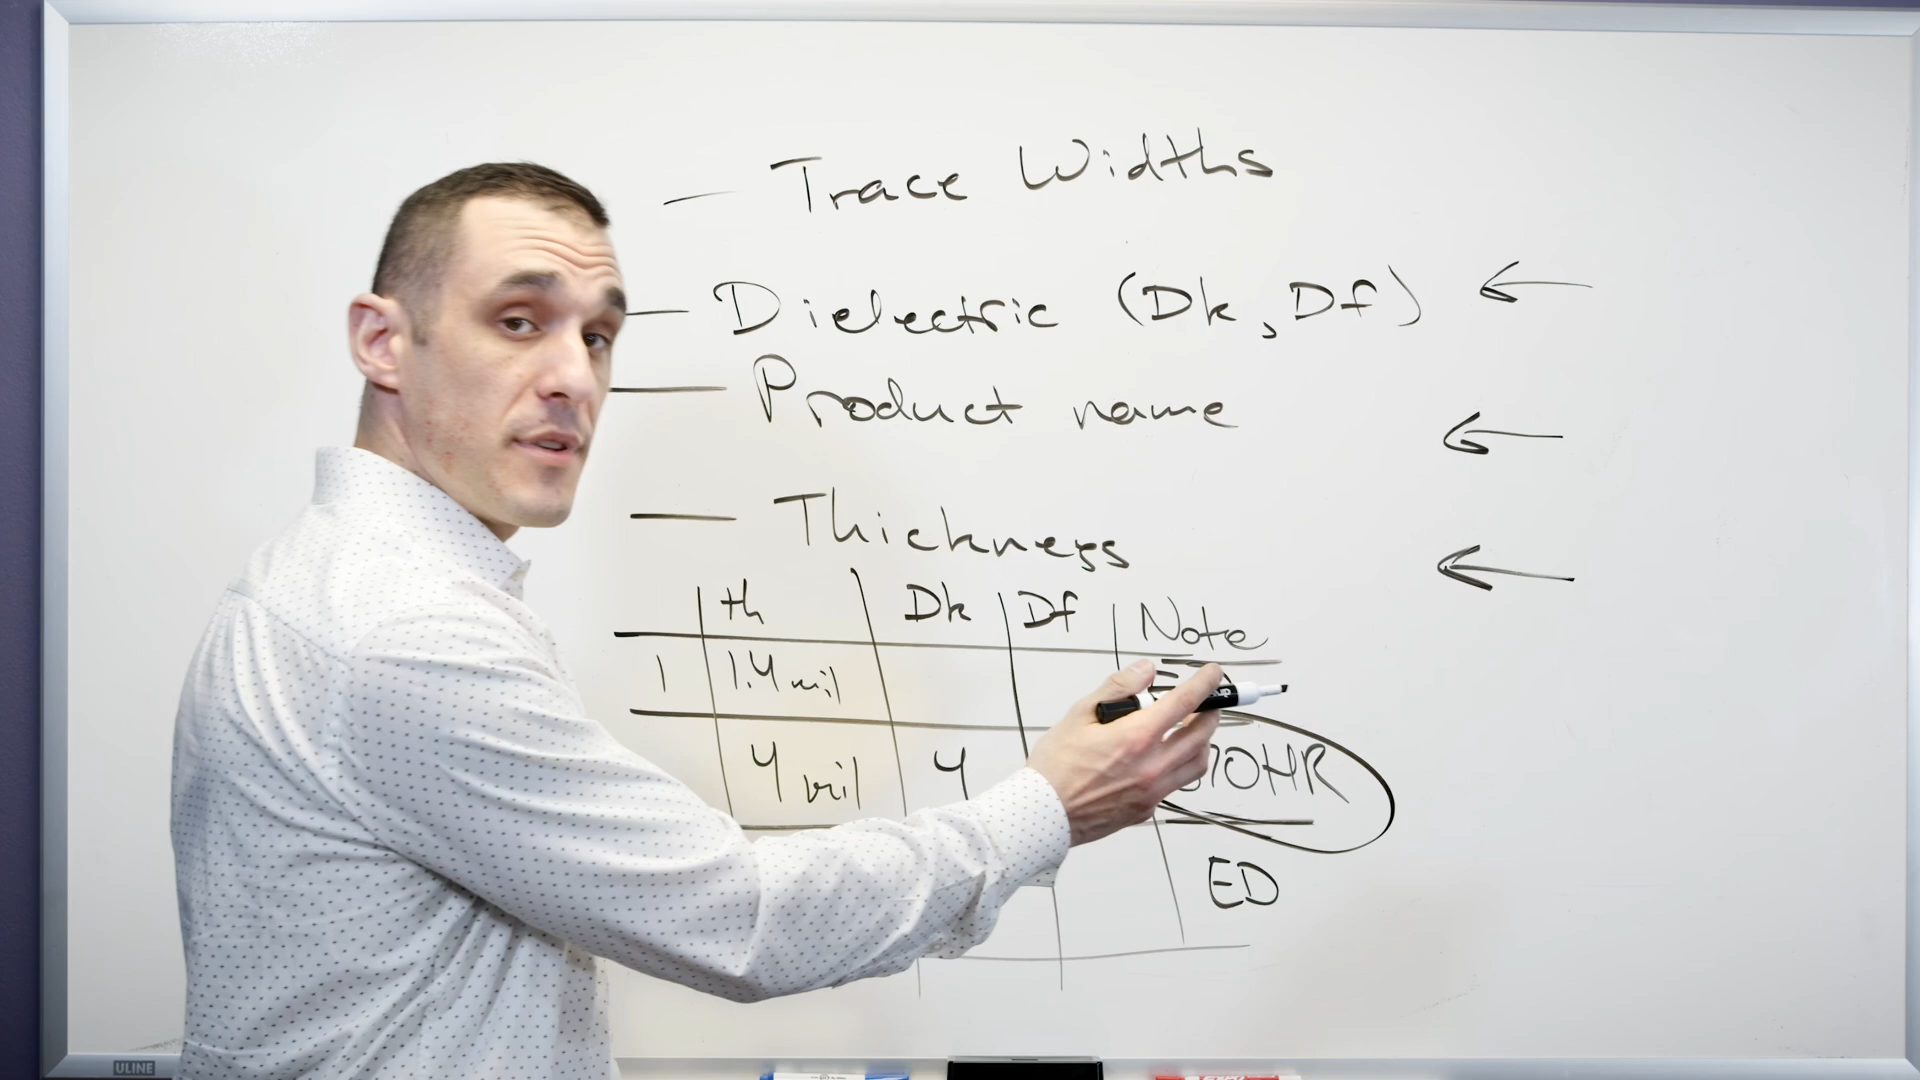 — Trace Widths
— Dielectric (Dk, Df) ←
— Product name ←
— Thickness ←
th Dk Df Note
1 1.4 mil
4 mil 4 70HR
ED
ULINE